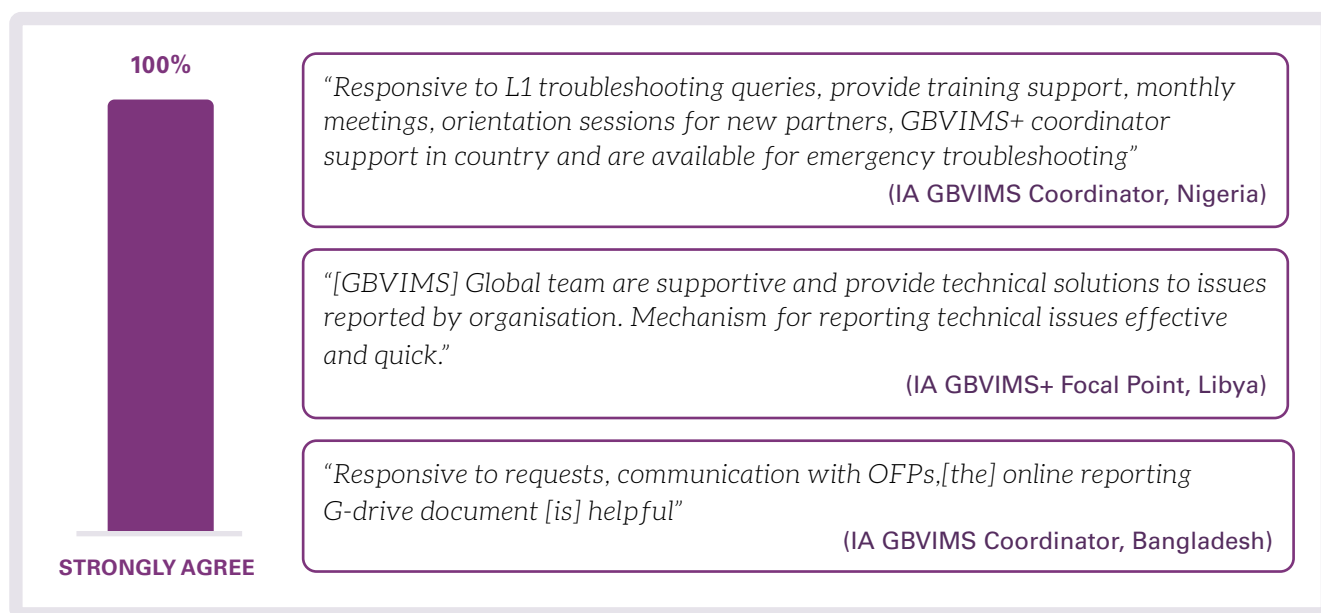 100%
STRONGLY AGREE
“Responsive to L1 troubleshooting queries, provide training support, monthly
meetings, orientation sessions for new partners, GBVIMS+ coordinator
support in country and are available for emergency troubleshooting”
(IA GBVIMS Coordinator, Nigeria)
“[GBVIMS] Global team are supportive and provide technical solutions to issues
reported by organisation. Mechanism for reporting technical issues effective
and quick.”
(IA GBVIMS+ Focal Point, Libya)
“Responsive to requests, communication with OFPs,[the] online reporting
G-drive document [is] helpful”
(IA GBVIMS Coordinator, Bangladesh)